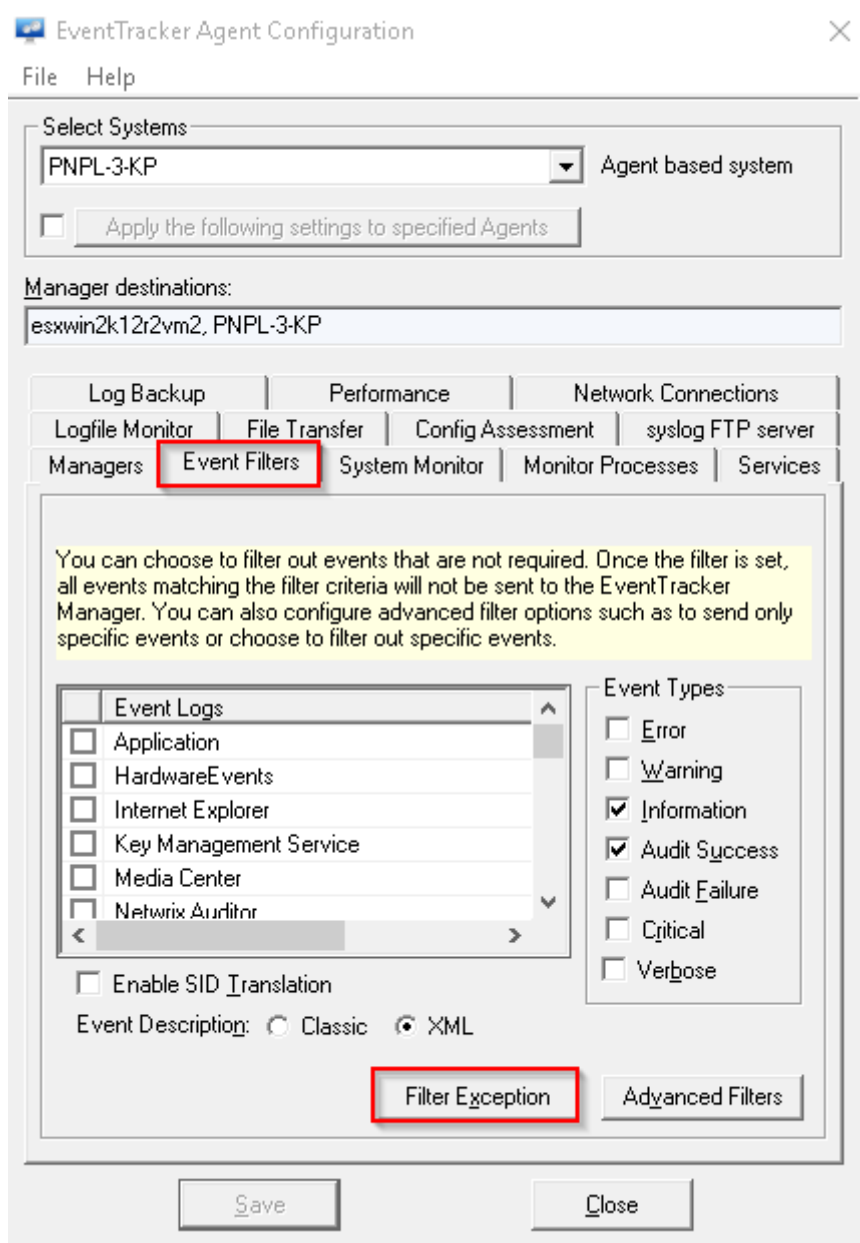 EventTracker Agent Configuration
File Help
Select Systems
PNPL-3-KP
Agent based system
Apply the following settings to specified Agents
Manager destinations:
esxwin2k12r2vm2, PNPL-3-KP
Log Backup Performance Network Connections
Logfile Monitor File Transfer Config Assessment syslog FTP server
Managers Event Filters System Monitor Monitor Processes Services
You can choose to filter out events that are not required. Once the filter is set,
all events matching the filter criteria will not be sent to the EventTracker
Manager. You can also configure advanced filter options such as to send only
specific events or choose to filter out specific events.
Event Logs
Application
HardwareEvents
Internet Explorer
Key Management Service
Media Center
Netwrix Auditor
Event Types
Error
Warning
Information
Audit Success
Audit Failure
Critical
Verbose
Enable SID Translation
Event Description: Classic XML
Filter Exception Advanced Filters
Save Close